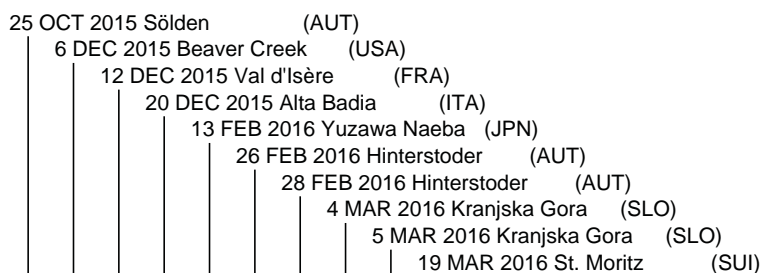 25 OCT 2015 Sölden (AUT)
6 DEC 2015 Beaver Creek (USA)
12 DEC 2015 Val d'Isère (FRA)
20 DEC 2015 Alta Badia (ITA)
13 FEB 2016 Yuzawa Naeba (JPN)
26 FEB 2016 Hinterstoder (AUT)
28 FEB 2016 Hinterstoder (AUT)
4 MAR 2016 Kranjska Gora (SLO)
5 MAR 2016 Kranjska Gora (SLO)
19 MAR 2016 St. Moritz (SUI)